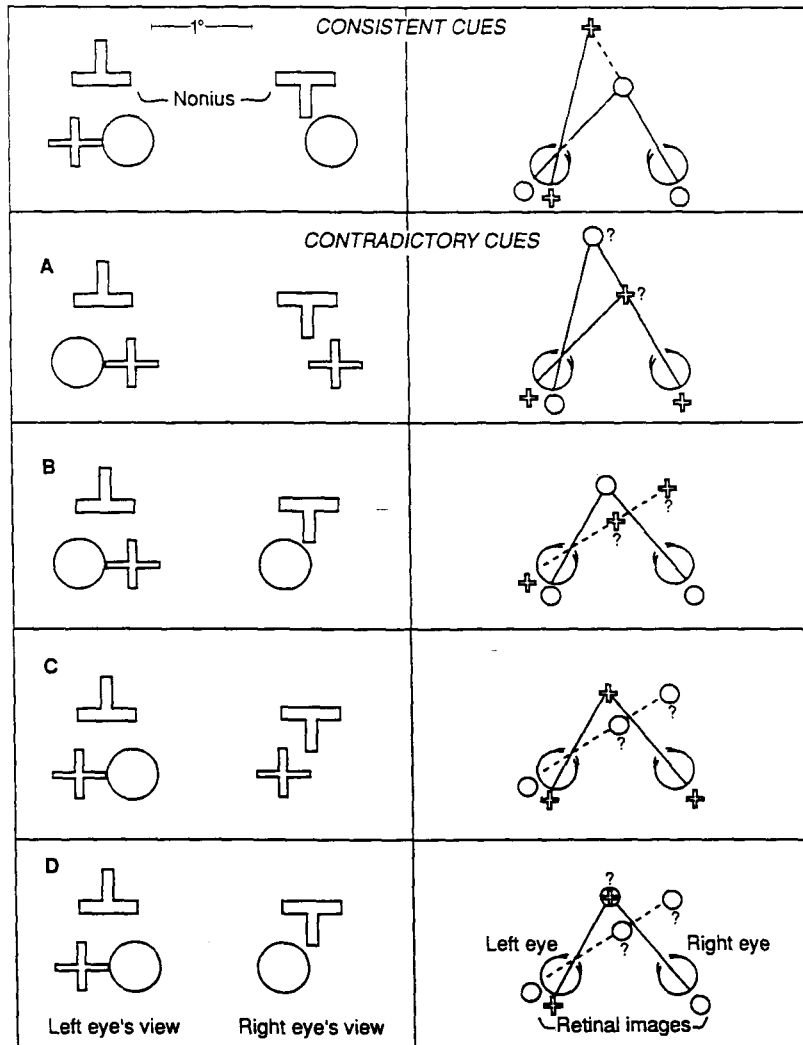 1°
CONSISTENT CUES
Nonius
CONTRADICTORY CUES
A
?
?
B
?
?
C
?
?
D
?
?
?
Left eye
Right eye
Left eye's view
Right eye's view
Retinal images